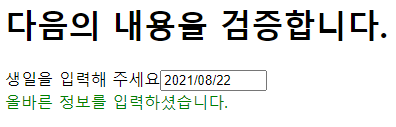 다음의 내용을 검증합니다.
생일을 입력해 주세요 2021/08/22
올바른 정보를 입력하셨습니다.